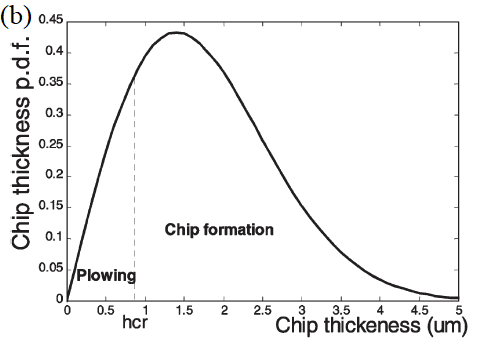 (b)
Chip thickness p.d.f.
0.45
0.4
0.35
0.3
0.25
0.2
0.15
0.1
0.05
0
Chip formation
Plowing
0 0.5 1 1.5 2 2.5 3 3.5 4 4.5 5
hcr
Chip thickeness (um)